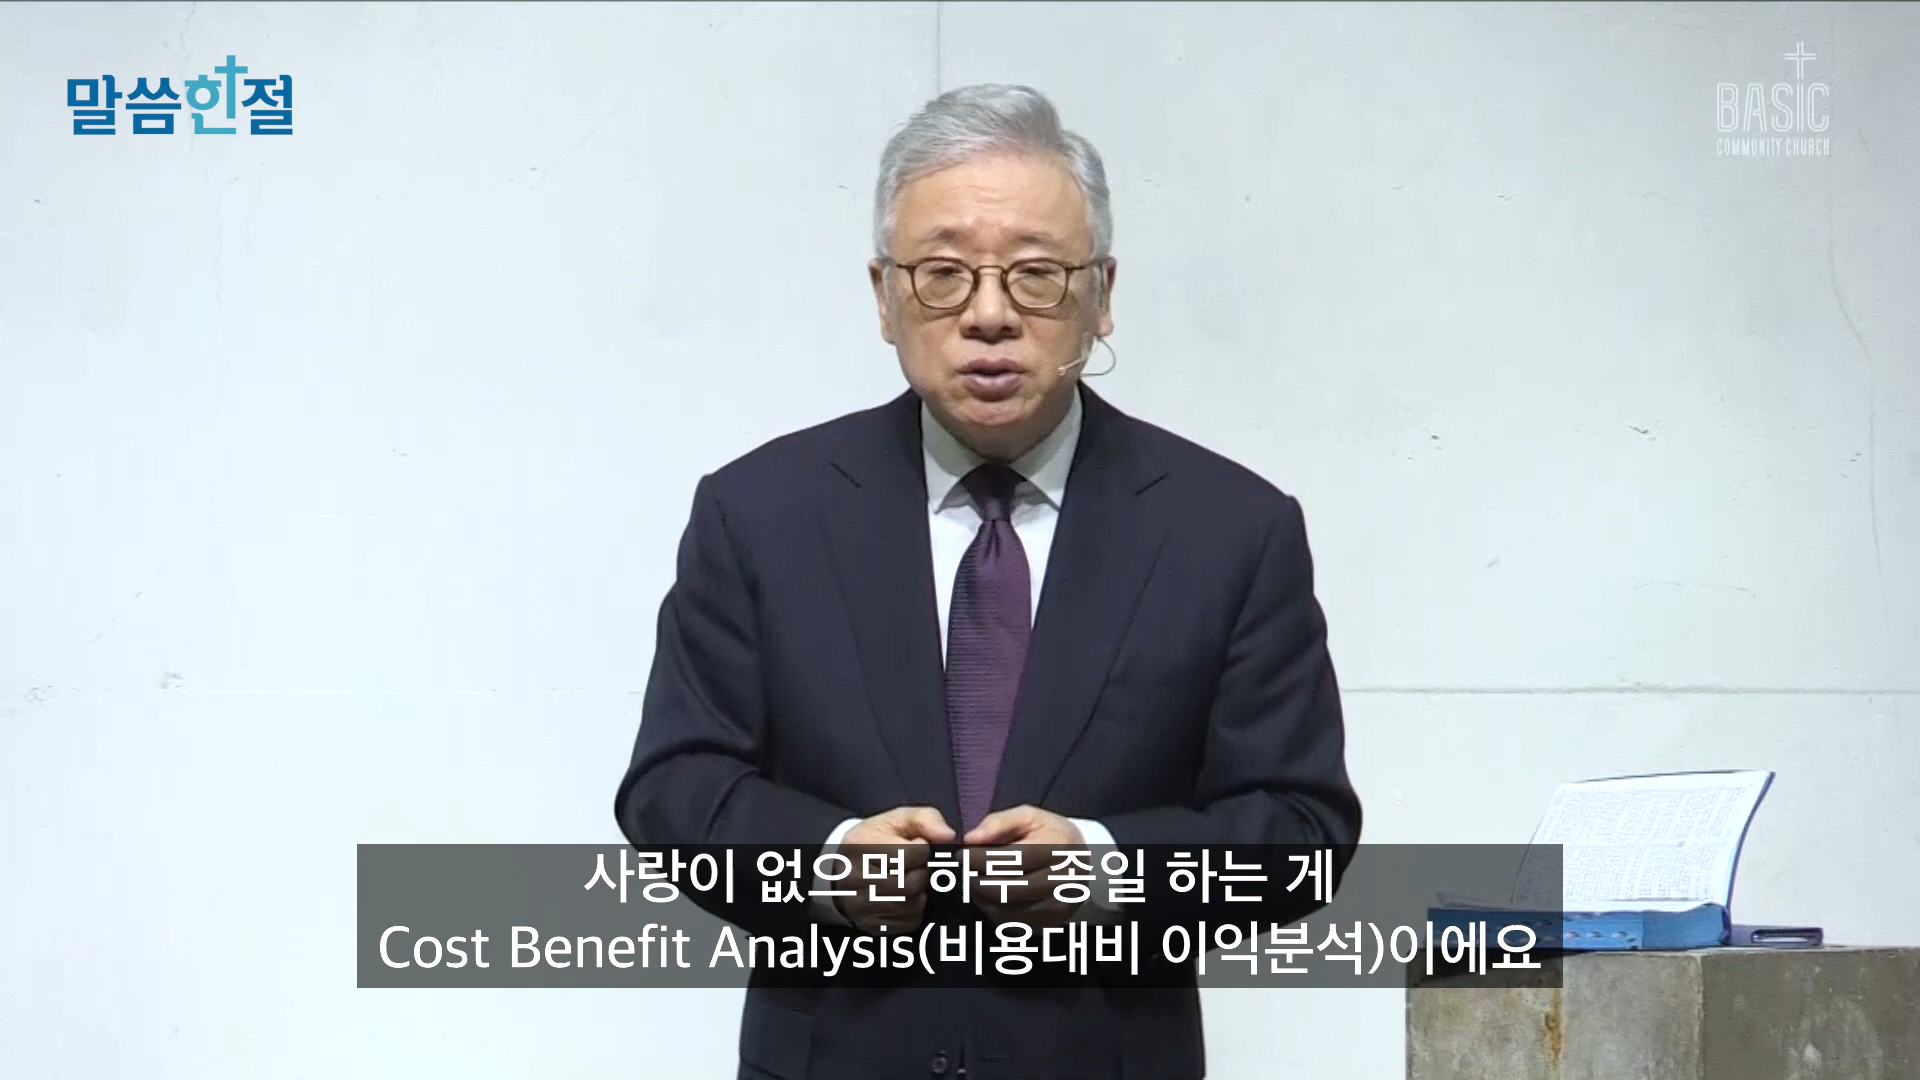 말씀한절
BASIC
COMMUNITY CHURCH
사랑이 없으면 하루 종일 하는 게
Cost Benefit Analysis(비용대비 이익분석)이에요